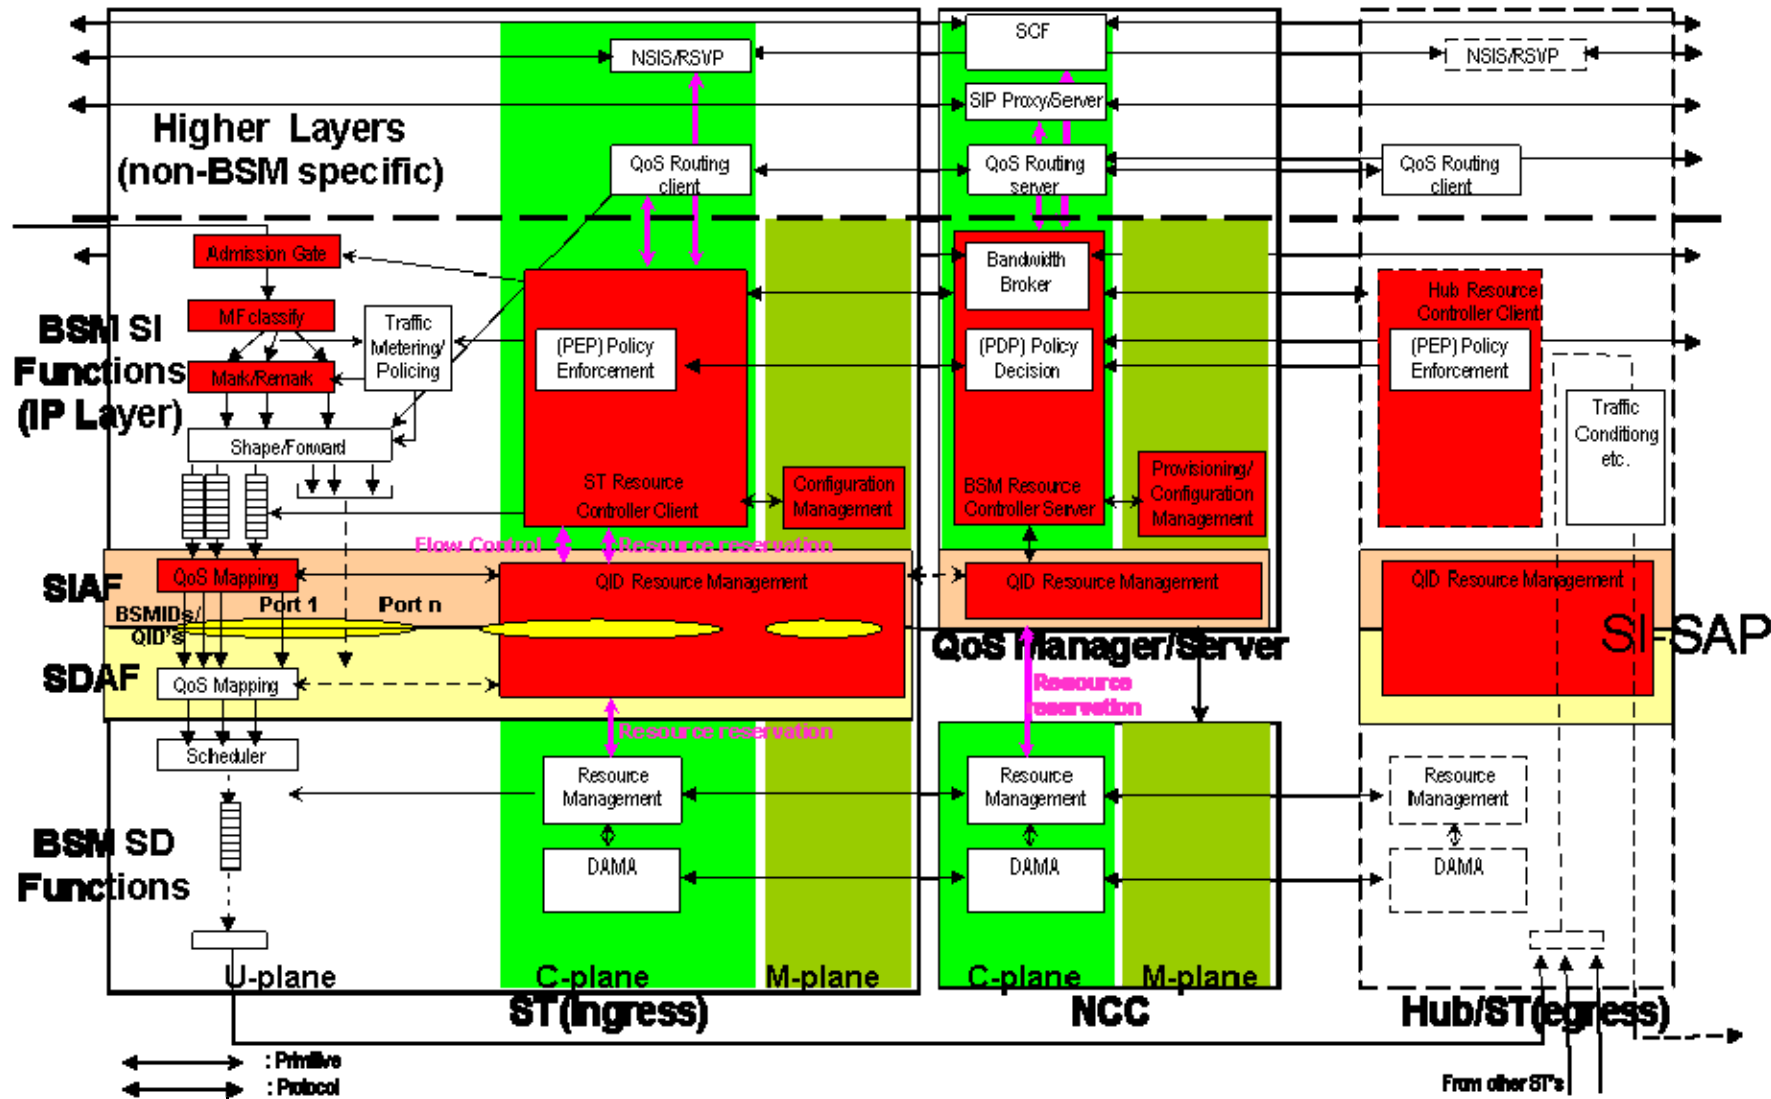 SCF
NSIS/RSVP
NSIS/RSVP
SIP Proxy/Server
Higher Layers
(non-BSM specific)
QoS Routing
client
QoS Routing
server
QoS Routing
client
Admission Gate
Bandwidth
Broker
MF classify
Traffic
Metering/
Policing
Hub Resource
Controller Client
BSM SI
Functions
(IP Layer)
(PEP) Policy
Enforcement
(PDP) Policy
Decision
(PEP) Policy
Enforcement
Mark/Remark
Traffic
Conditiong
etc.
Shape/Forward
ST Resource
Controller Client
Configuration
Management
BSM Resource
Controller Server
Provisioning/
Configuration
Management
Flow Control
Resource reservation
SIAF
QoS Mapping
QID Resource Management
QID Resource Management
QID Resource Management
BSMIDs/
QID's
Port 1
Port n
QoS Manager/Server
SI-SAP
SDAF
QoS Mapping
Resource
reservation
Resource reservation
Scheduler
Resource
Management
Resource
Management
Resource
Management
BSM SD
Functions
DAMA
DAMA
DAMA
U-plane
C-plane
M-plane
C-plane
M-plane
ST(Ingress)
NCC
Hub/ST(egress)
: Primitive
: Protocol
From other ST's